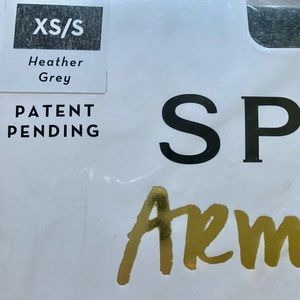 XS/S
Heather
Grey
PATENT
PENDING
SP
Arm